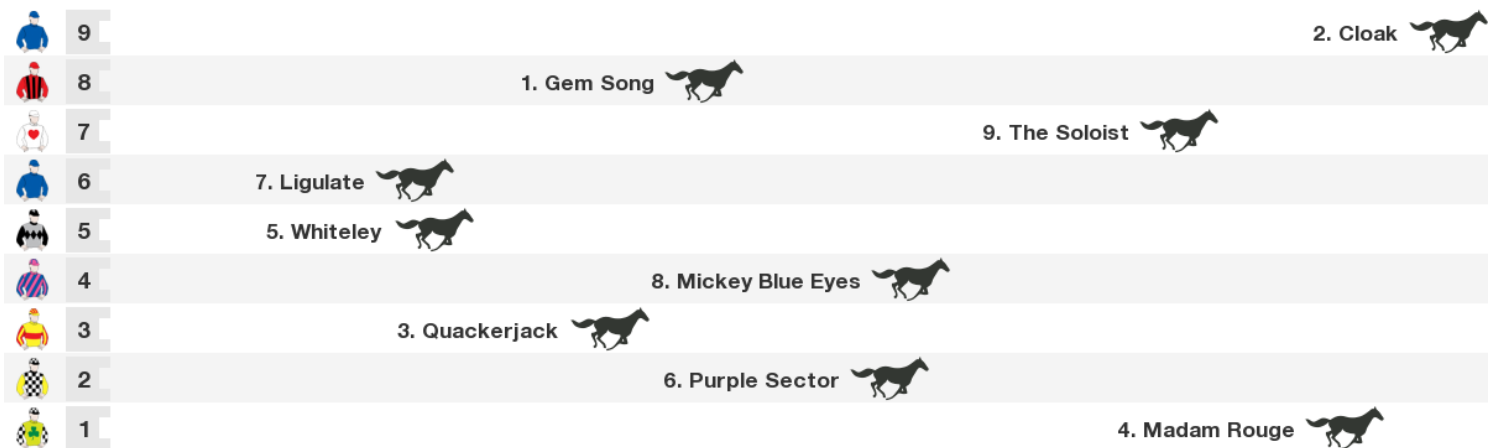 9 2. Cloak
8 1. Gem Song
7 9. The Soloist
6 7. Ligulate
5 5. Whiteley
4 8. Mickey Blue Eyes
3 3. Quackerjack
2 6. Purple Sector
1 4. Madam Rouge